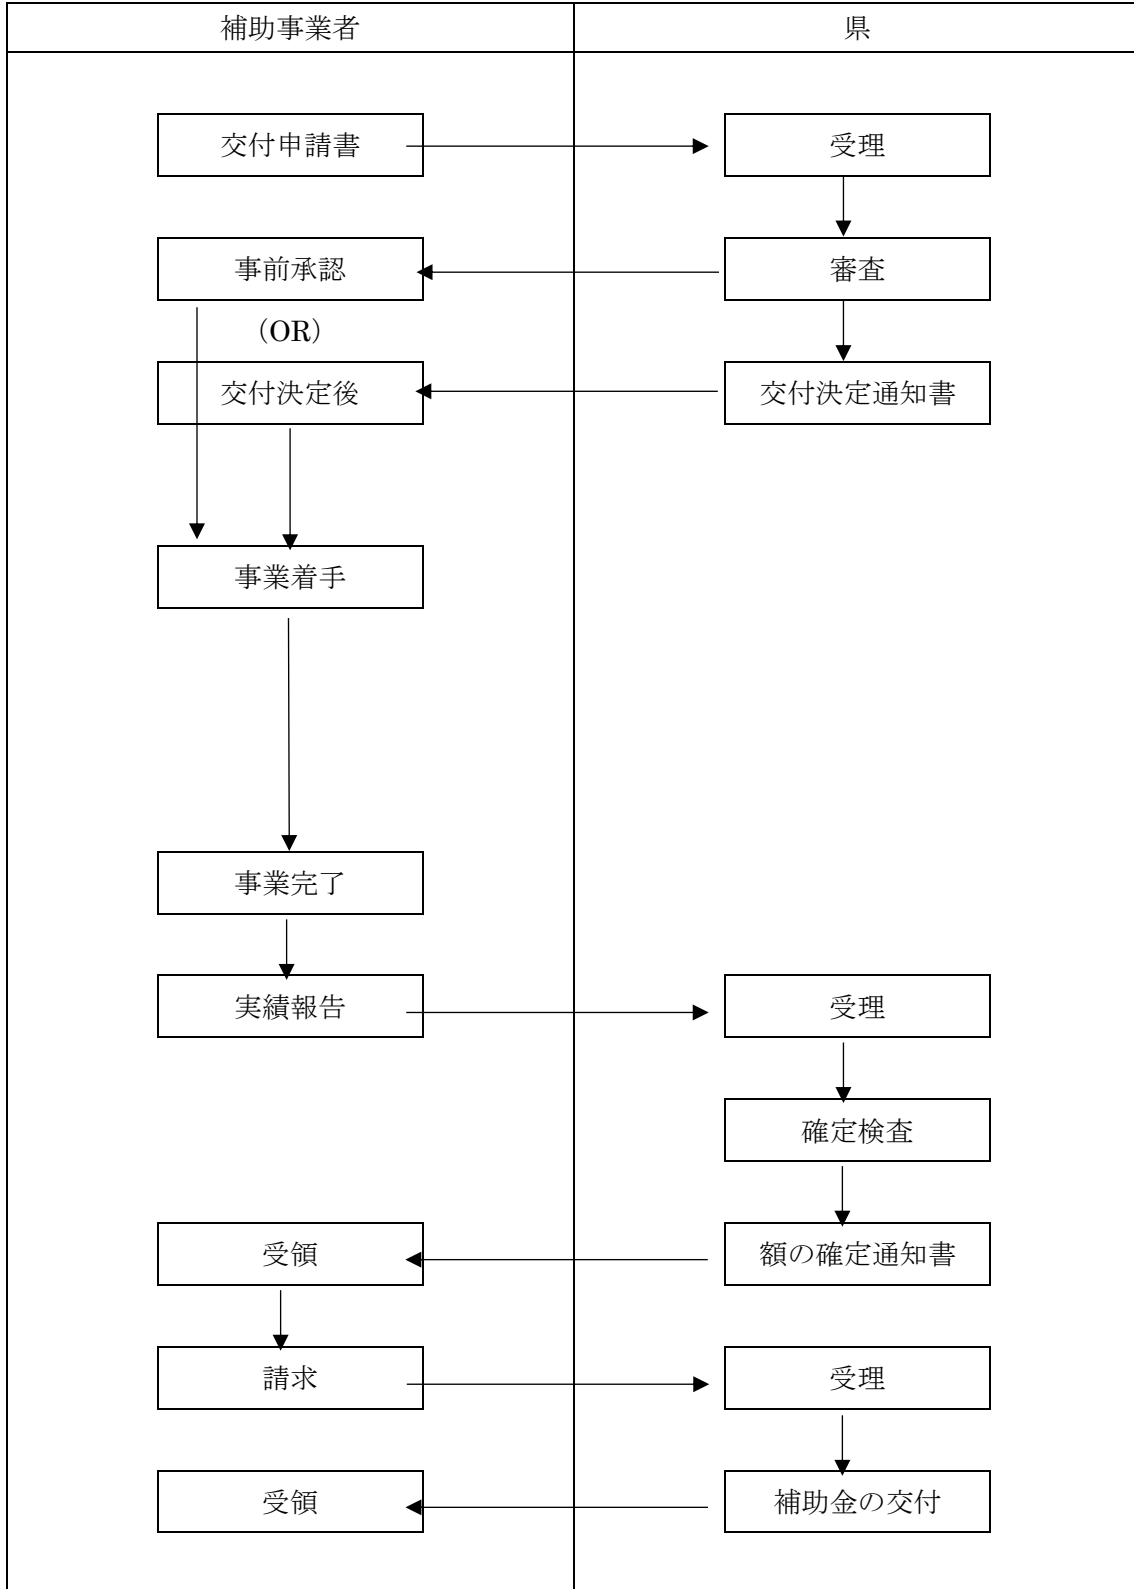 補助事業者
県
交付申請書
受理
事前承認
審査
（OR）
交付決定後
交付決定通知書
事業着手
事業完了
実績報告
受理
確定検査
受領
額の確定通知書
請求
受理
受領
補助金の交付